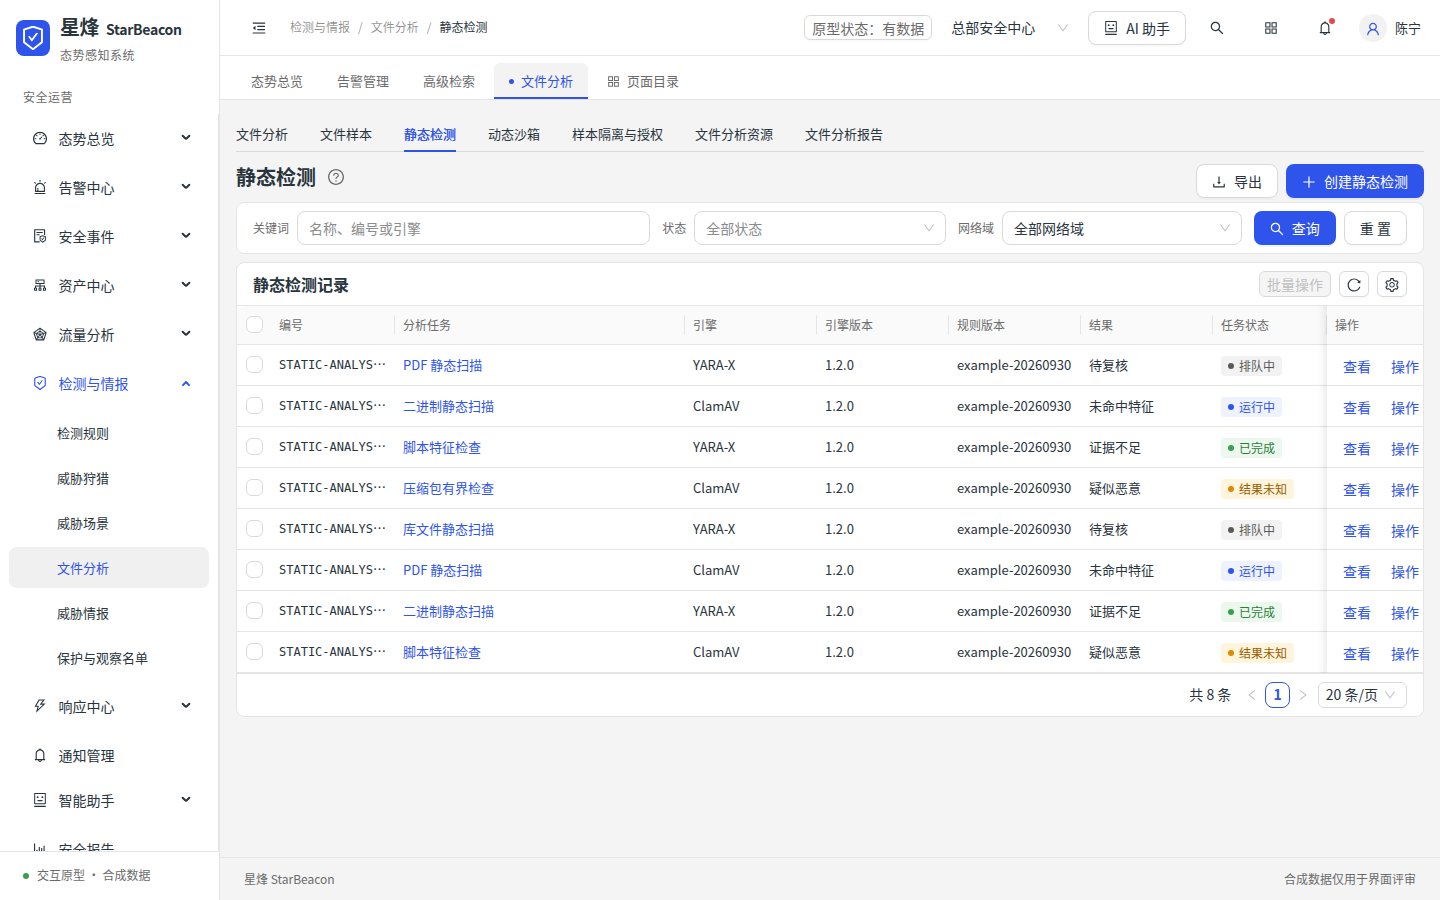 星烽 StarBeacon
态势感知系统
安全运营
态势总览
告警中心
安全事件
资产中心
流量分析
检测与情报
检测规则
威胁狩猎
威胁场景
文件分析
威胁情报
保护与观察名单
响应中心
通知管理
智能助手
安全报告
交互原型 · 合成数据
检测与情报 / 文件分析 / 静态检测
原型状态：有数据
总部安全中心
AI 助手
陈宁
态势总览 告警管理 高级检索 文件分析 页面目录
文件分析 文件样本 静态检测 动态沙箱 样本隔离与授权 文件分析资源 文件分析报告
静态检测
导出
创建静态检测
关键词 名称、编号或引擎 状态 全部状态 网络域 全部网络域 查询 重 置
静态检测记录
批量操作
编号 分析任务 引擎 引擎版本 规则版本 结果 任务状态 操作
STATIC-ANALYS… PDF 静态扫描 YARA-X 1.2.0 example-20260930 待复核 排队中 查看 操作
STATIC-ANALYS… 二进制静态扫描 ClamAV 1.2.0 example-20260930 未命中特征 运行中 查看 操作
STATIC-ANALYS… 脚本特征检查 YARA-X 1.2.0 example-20260930 证据不足 已完成 查看 操作
STATIC-ANALYS… 压缩包有界检查 ClamAV 1.2.0 example-20260930 疑似恶意 结果未知 查看 操作
STATIC-ANALYS… 库文件静态扫描 YARA-X 1.2.0 example-20260930 待复核 排队中 查看 操作
STATIC-ANALYS… PDF 静态扫描 ClamAV 1.2.0 example-20260930 未命中特征 运行中 查看 操作
STATIC-ANALYS… 二进制静态扫描 YARA-X 1.2.0 example-20260930 证据不足 已完成 查看 操作
STATIC-ANALYS… 脚本特征检查 ClamAV 1.2.0 example-20260930 疑似恶意 结果未知 查看 操作
共 8 条 1 20 条/页
星烽 StarBeacon
合成数据仅用于界面评审